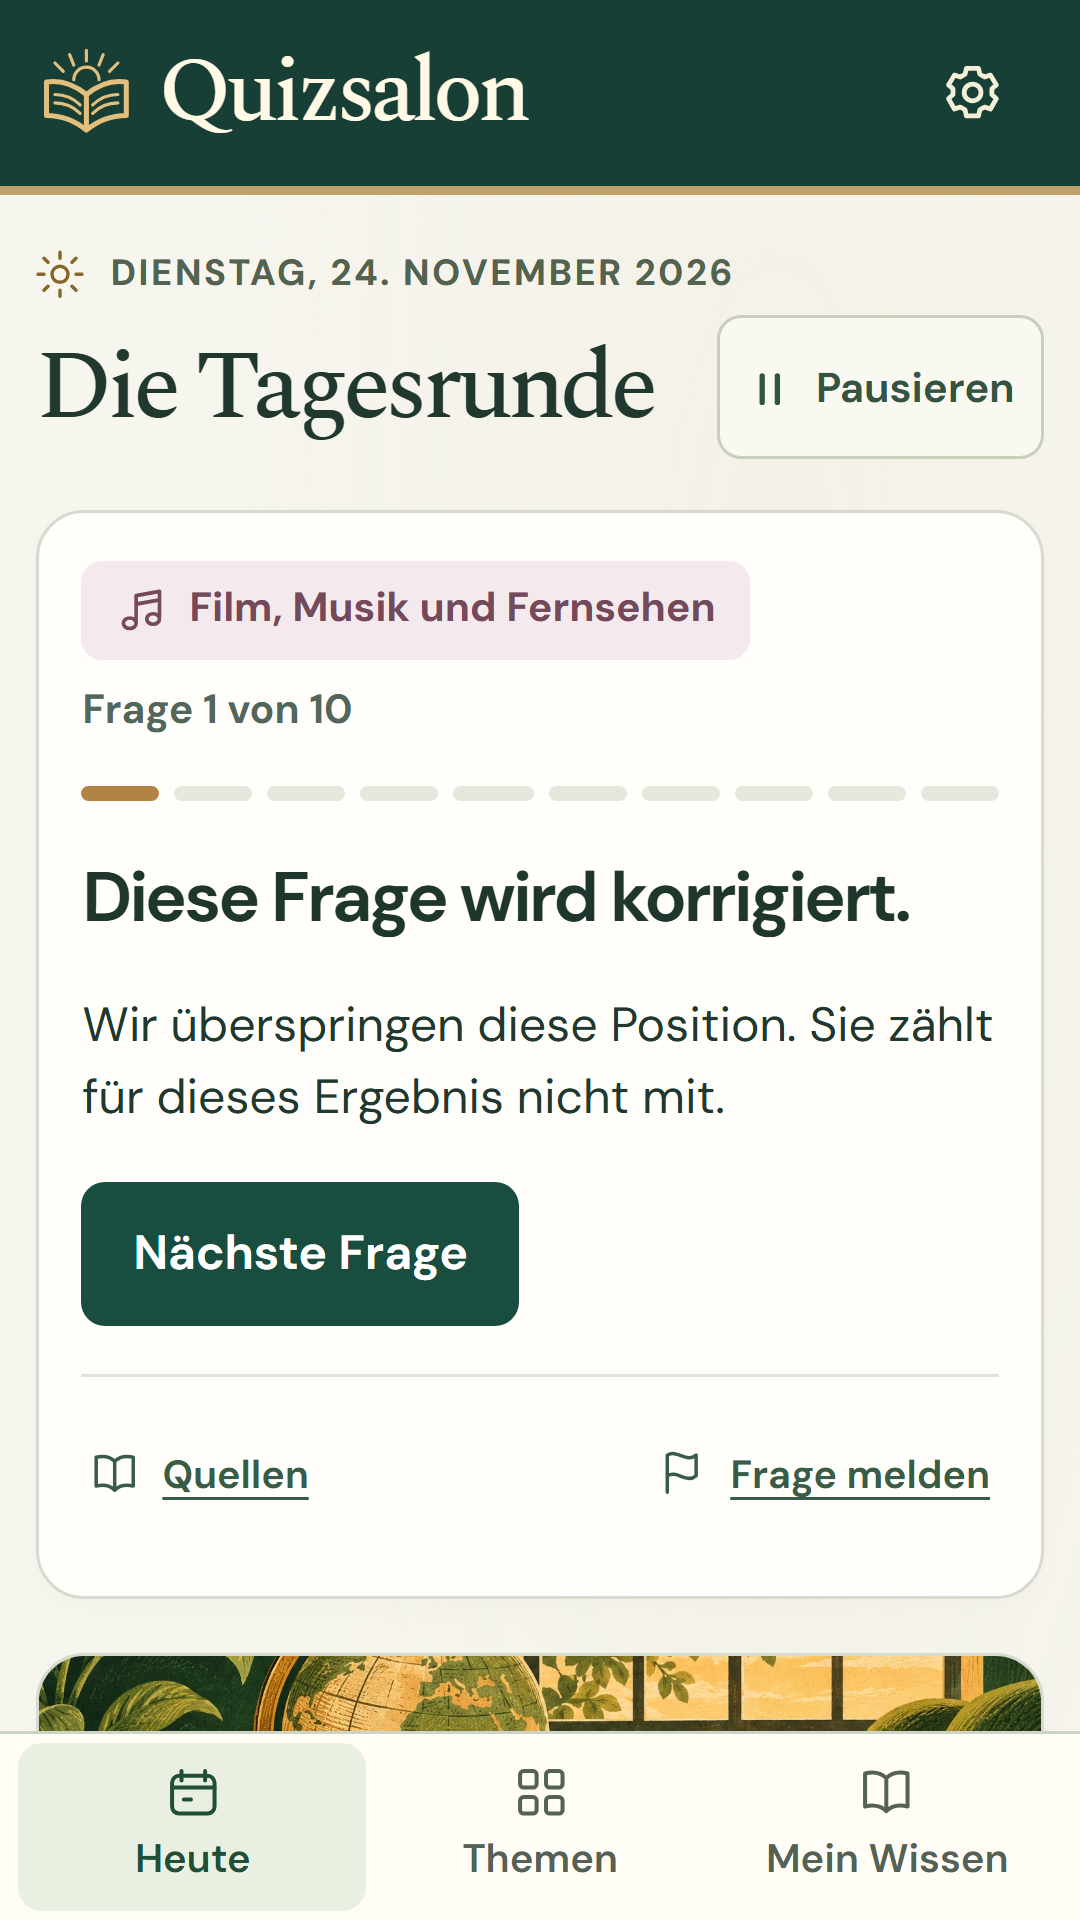 Quizsalon
DIENSTAG, 24. NOVEMBER 2026
Die Tagesrunde
Pausieren
Film, Musik und Fernsehen
Frage 1 von 10
Diese Frage wird korrigiert.
Wir überspringen diese Position. Sie zählt
für dieses Ergebnis nicht mit.
Nächste Frage
Quellen
Frage melden
Heute
Themen
Mein Wissen